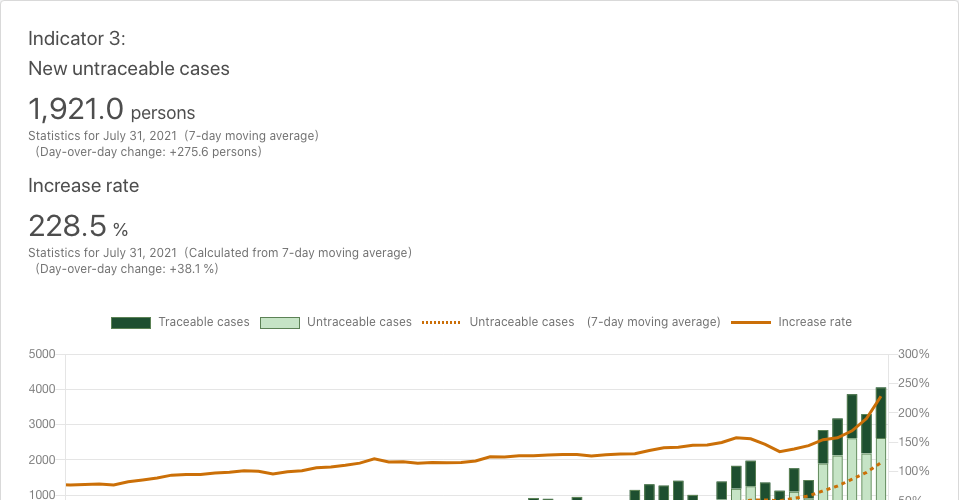 Indicator 3:
New untraceable cases
1,921.0 persons
Statistics for July 31, 2021 (7-day moving average)
(Day-over-day change: +275.6 persons)
Increase rate
228.5 %
Statistics for July 31, 2021 (Calculated from 7-day moving average)
(Day-over-day change: +38.1 %)
Traceable cases Untraceable cases Untraceable cases (7-day moving average) Increase rate
5000 300%
4000 250%
3000 200%
2000 150%
1000 100%
50%